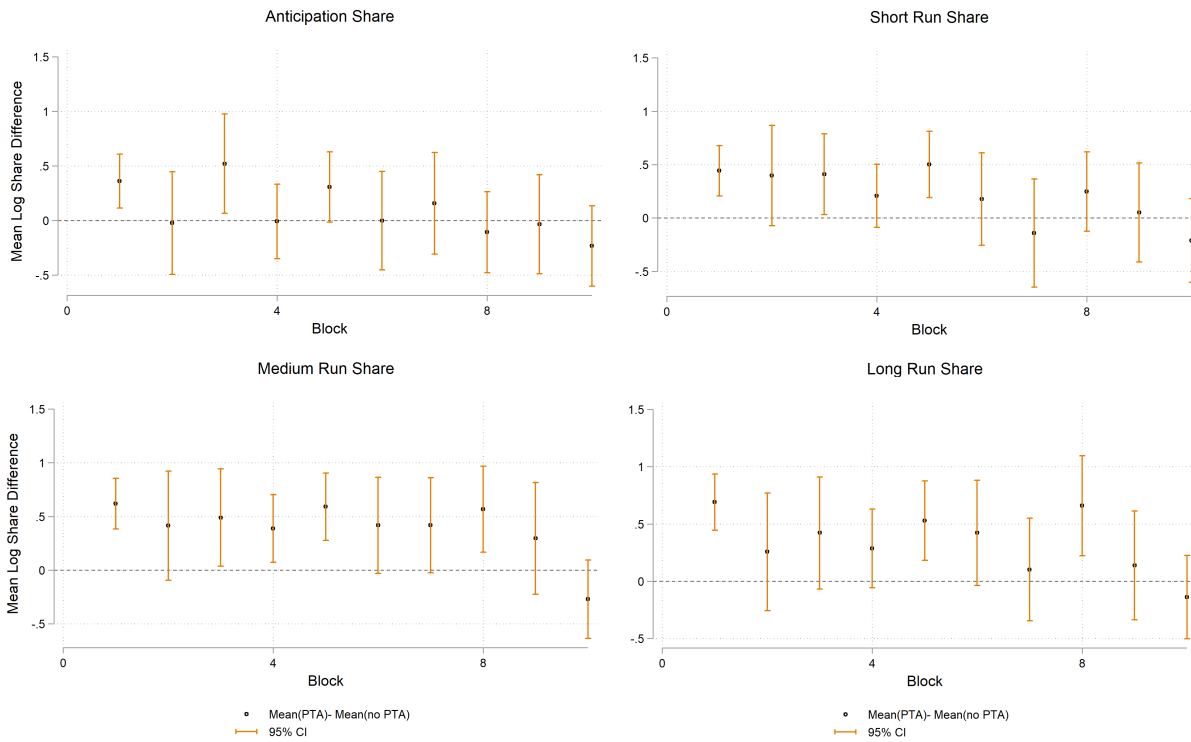 Anticipation Share
Mean Log Share Difference
1.5
1
.5
0
-.5
0
4
8
Block
Short Run Share
1.5
1
.5
0
-.5
0
4
8
Block
Medium Run Share
Mean Log Share Difference
1.5
1
.5
0
-.5
0
4
8
Block
Mean(PTA)- Mean(no PTA)
95% CI
Long Run Share
1.5
1
.5
0
-.5
0
4
8
Block
Mean(PTA)- Mean(no PTA)
95% CI